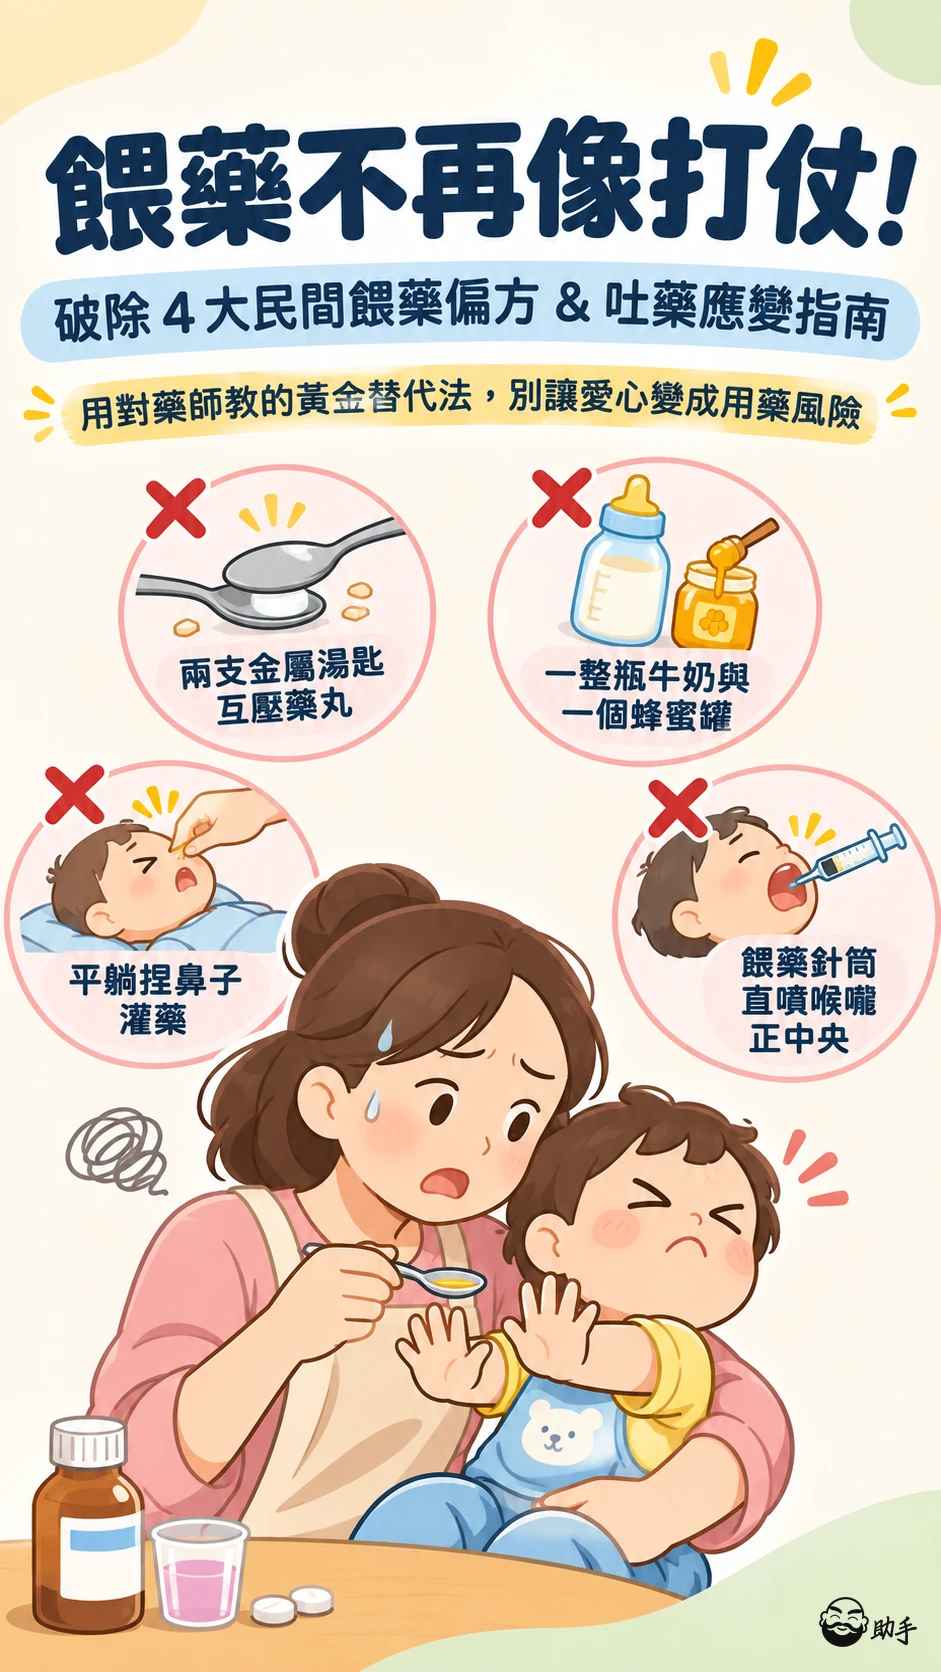 餵藥不再像打仗!
破除4大民間餵藥偏方 & 吐藥應變指南
用對藥師教的黃金替代法，別讓愛心變成用藥風險
兩支金屬湯匙
互壓藥丸
一整瓶牛奶與
一個蜂蜜罐
平躺捏鼻子
灌藥
餵藥針筒
直噴喉嚨
正中央
助手